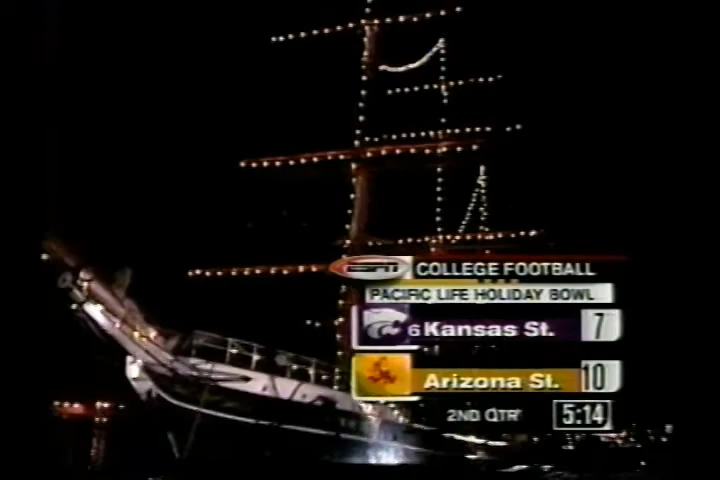 ESPN COLLEGE FOOTBALL
PACIFIC LIFE HOLIDAY BOWL
6 Kansas St. 7
Arizona St. 10
2ND QTR 5:14